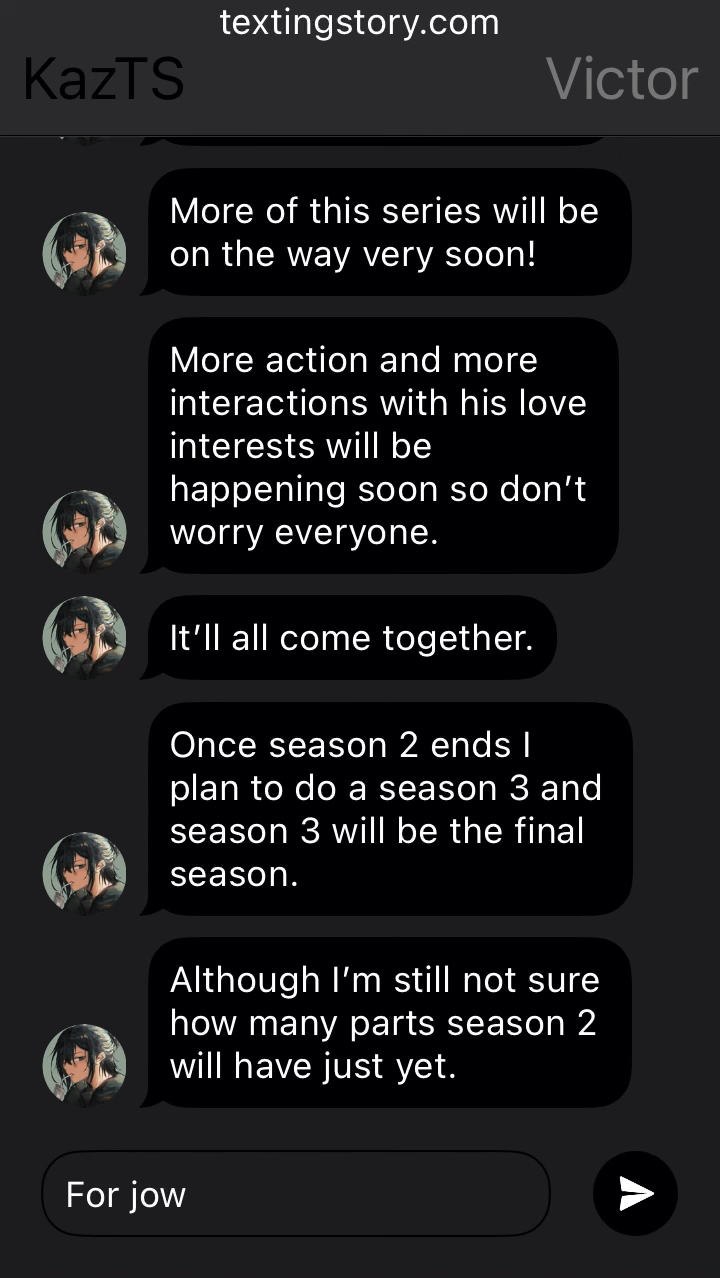 textingstory.com
KazTS
Victor
More of this series will be
on the way very soon!
More action and more
interactions with his love
interests will be
happening soon so don’t
worry everyone.
It’ll all come together.
Once season 2 ends I
plan to do a season 3 and
season 3 will be the final
season.
Although I’m still not sure
how many parts season 2
will have just yet.
For jow